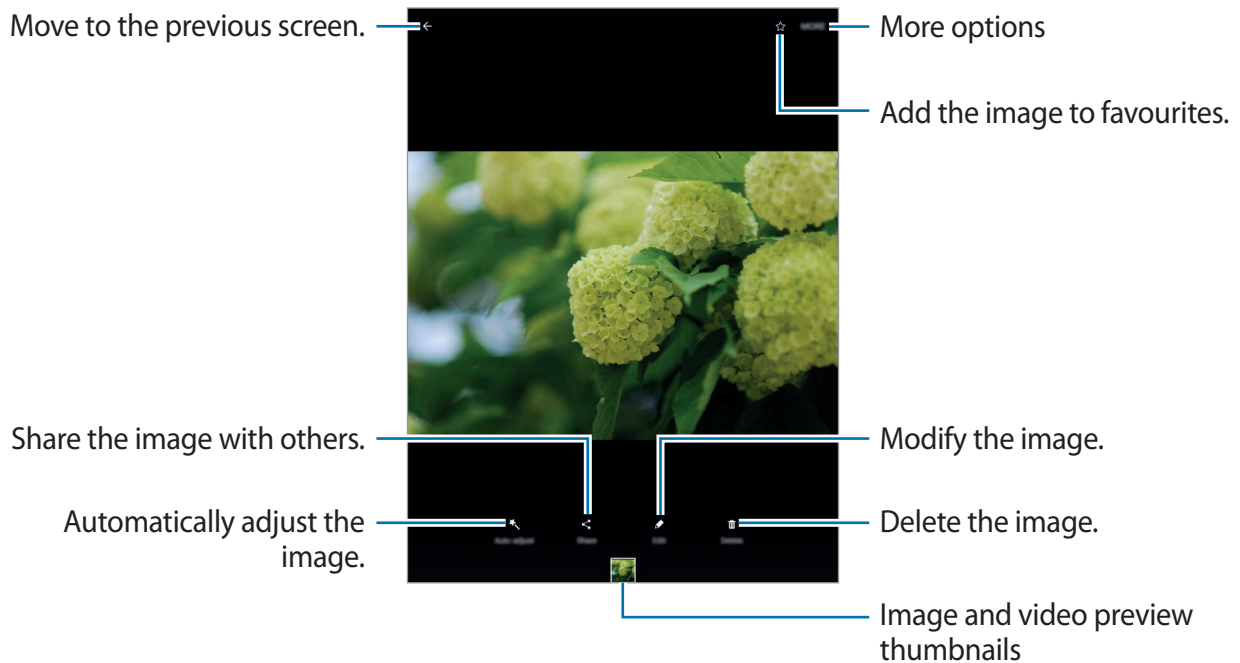 Move to the previous screen.
MORE
More options
Add the image to favourites.
Share the image with others.
Modify the image.
Automatically adjust the
image.
Delete the image.
Auto adjust
Share
Edit
Delete
Image and video preview
thumbnails